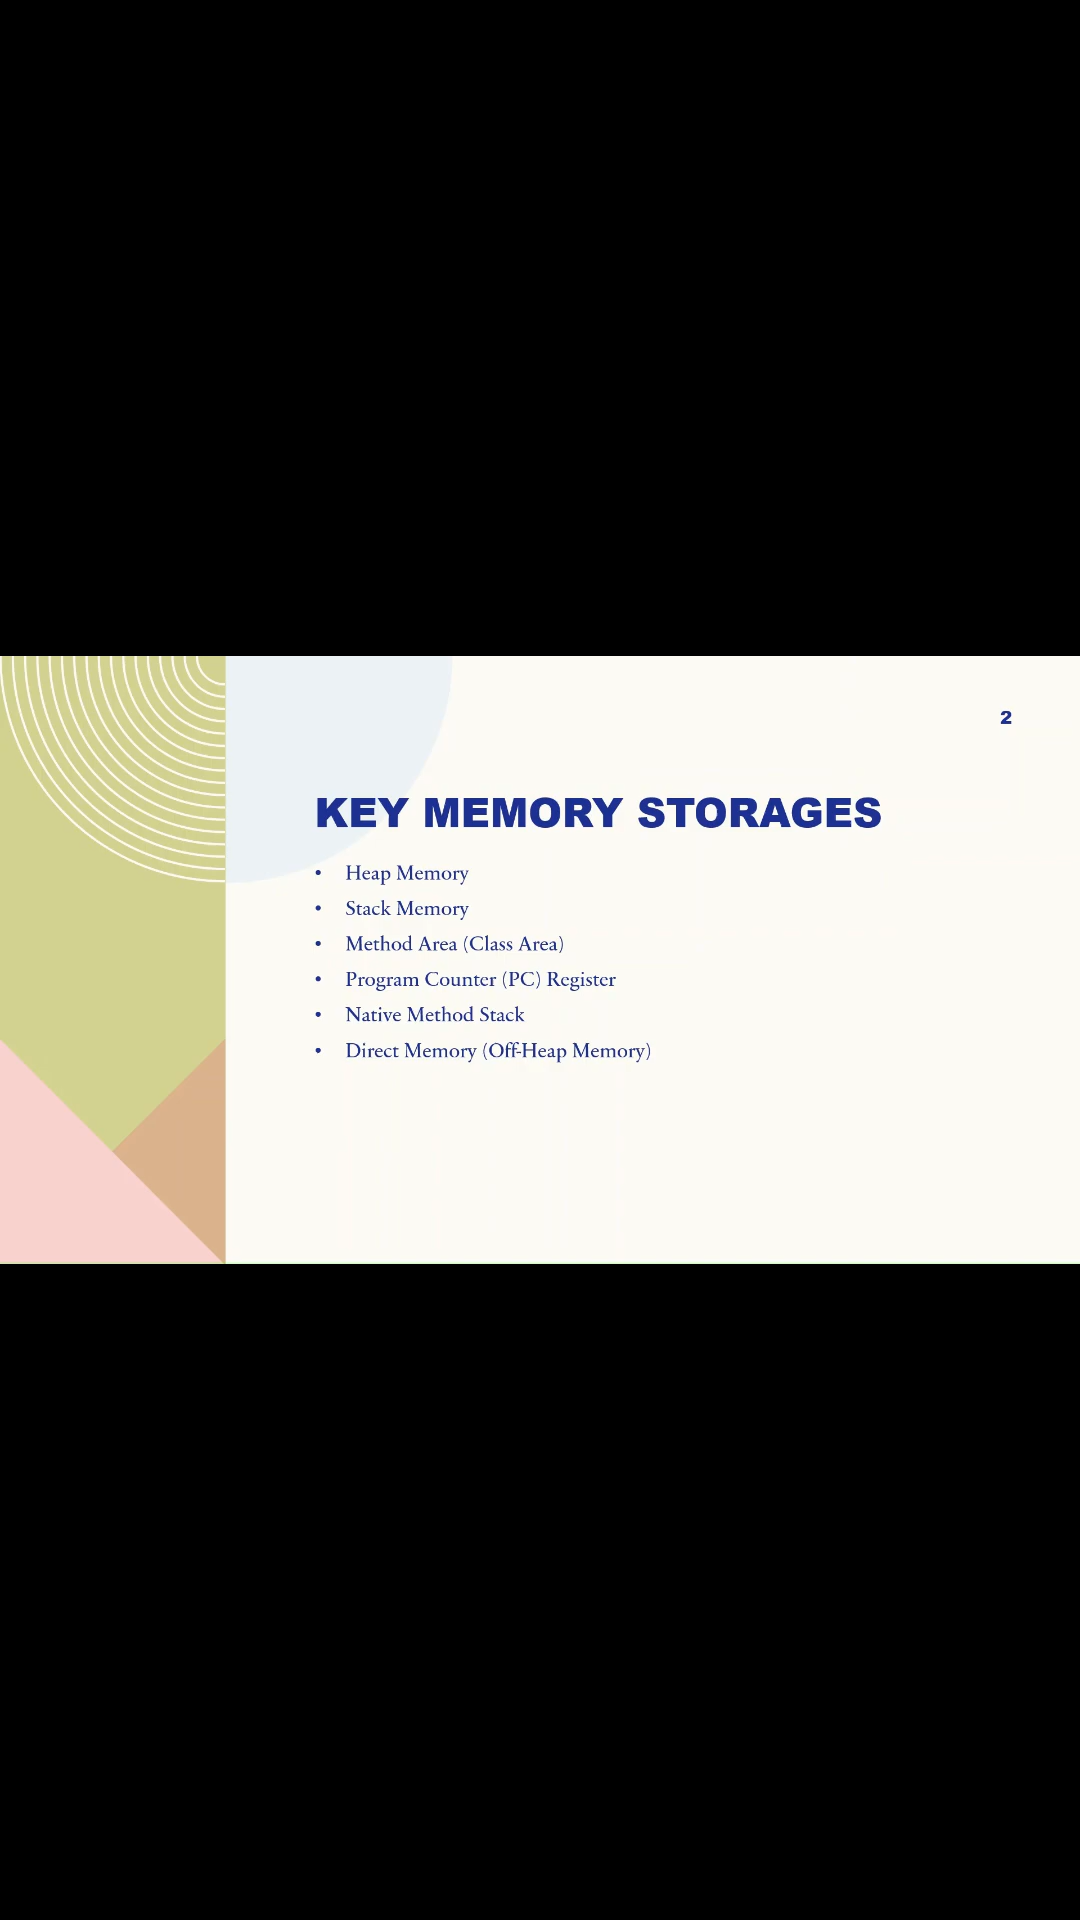 2
KEY MEMORY STORAGES
• Heap Memory
• Stack Memory
• Method Area (Class Area)
• Program Counter (PC) Register
• Native Method Stack
• Direct Memory (Off-Heap Memory)